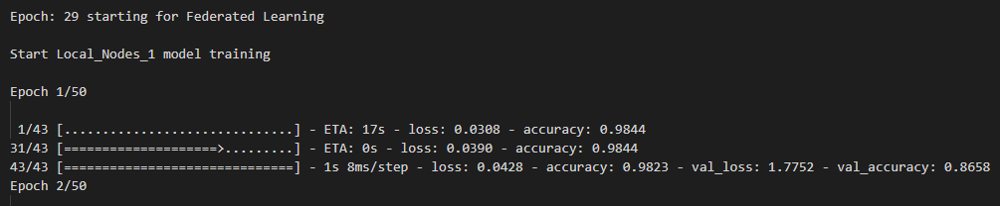 Epoch: 29 starting for Federated Learning
Start Local_Nodes_1 model training
Epoch 1/50
1/43 [..............................] - ETA: 17s - loss: 0.0308 - accuracy: 0.9844
31/43 [====================>.........] - ETA: 0s - loss: 0.0390 - accuracy: 0.9844
43/43 [==============================] - 1s 8ms/step - loss: 0.0428 - accuracy: 0.9823 - val_loss: 1.7752 - val_accuracy: 0.8658
Epoch 2/50